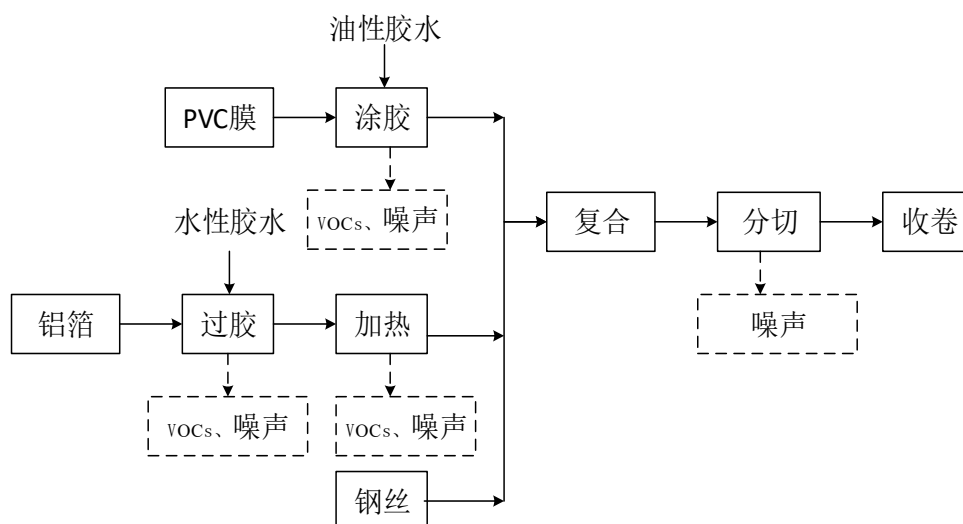 油性胶水
PVC膜
涂胶
VOCs、噪声
水性胶水
复合
分切
收卷
铝箔
过胶
加热
噪声
VOCs、噪声
VOCs、噪声
钢丝